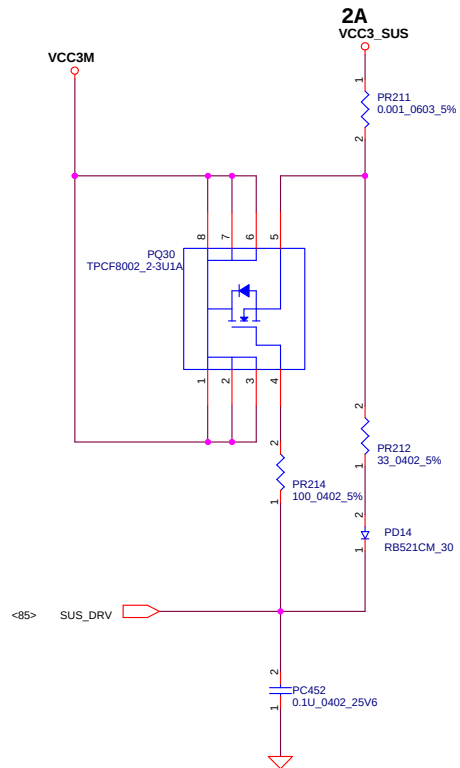 2A
VCC3_SUS
VCC3M
1
PR211
0.001_0603_5%
2
8
7
6
5
PQ30
TPCF8002_2-3U1A
1
2
3
4
2
PR212
33_0402_5%
1
2
PR214
100_0402_5%
1
2
PD14
RB521CM_30
1
<85>
SUS_DRV
2
PC452
0.1U_0402_25V6
1